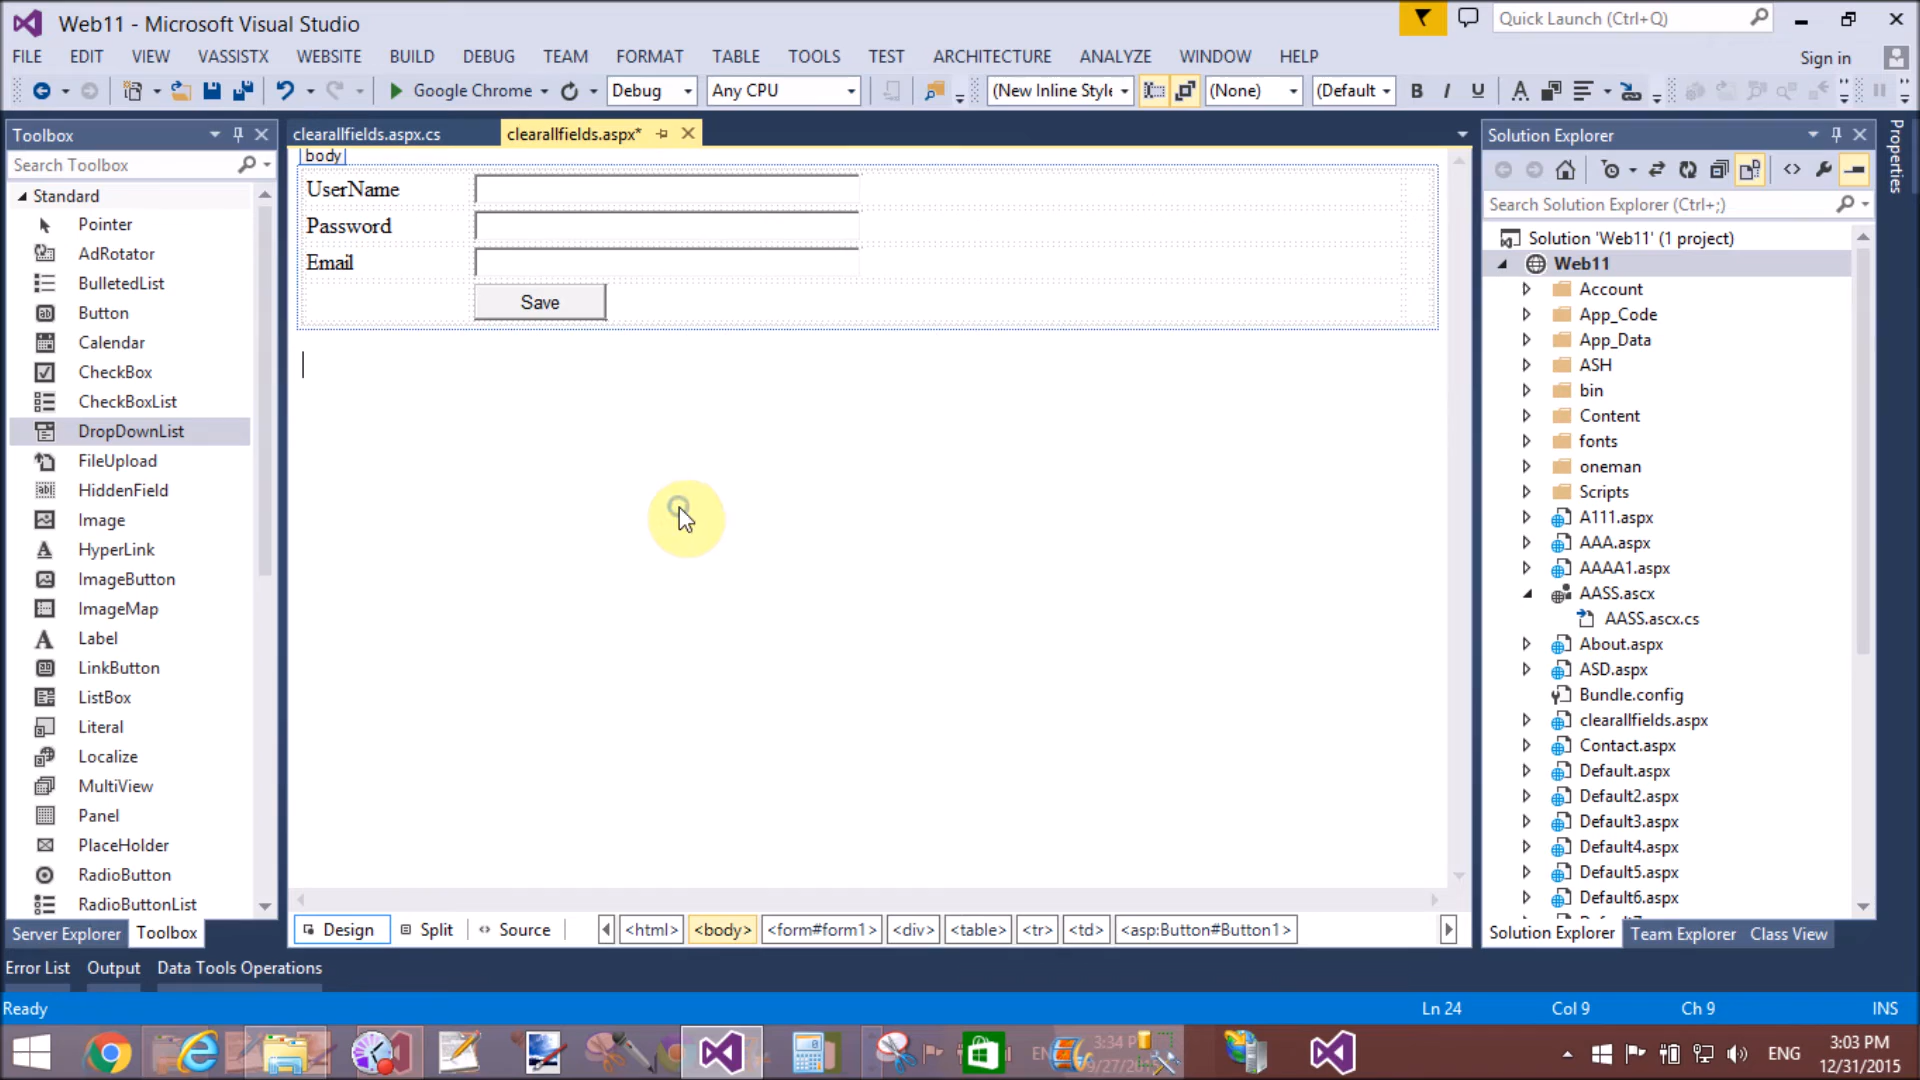 Web11 - Microsoft Visual Studio
Quick Launch (Ctrl+Q)
FILE EDIT VIEW VASSISTX WEBSITE BUILD DEBUG TEAM FORMAT TABLE TOOLS TEST ARCHITECTURE ANALYZE WINDOW HELP
Sign in
Google Chrome Debug Any CPU (New Inline Style (None) (Default B I U
Toolbox
Search Toolbox
Standard
Pointer
AdRotator
BulletedList
Button
Calendar
CheckBox
CheckBoxList
DropDownList
FileUpload
HiddenField
Image
HyperLink
ImageButton
ImageMap
Label
LinkButton
ListBox
Literal
Localize
MultiView
Panel
PlaceHolder
RadioButton
RadioButtonList
Server Explorer Toolbox
clearallfields.aspx.cs clearallfields.aspx*
body
UserName
Password
Email
Save
Design Split Source <html> <body> <form#form1> <div> <table> <tr> <td> <asp:Button#Button1>
Solution Explorer
Search Solution Explorer (Ctrl+;)
Solution 'Web11' (1 project)
Web11
Account
App_Code
App_Data
ASH
bin
Content
fonts
oneman
Scripts
A111.aspx
AAA.aspx
AAAA1.aspx
AASS.ascx
AASS.ascx.cs
About.aspx
ASD.aspx
Bundle.config
clearallfields.aspx
Contact.aspx
Default.aspx
Default2.aspx
Default3.aspx
Default4.aspx
Default5.aspx
Default6.aspx
Solution Explorer Team Explorer Class View
Properties
Error List Output Data Tools Operations
Ready Ln 24 Col 9 Ch 9 INS
ENG
3:03 PM
12/31/2015